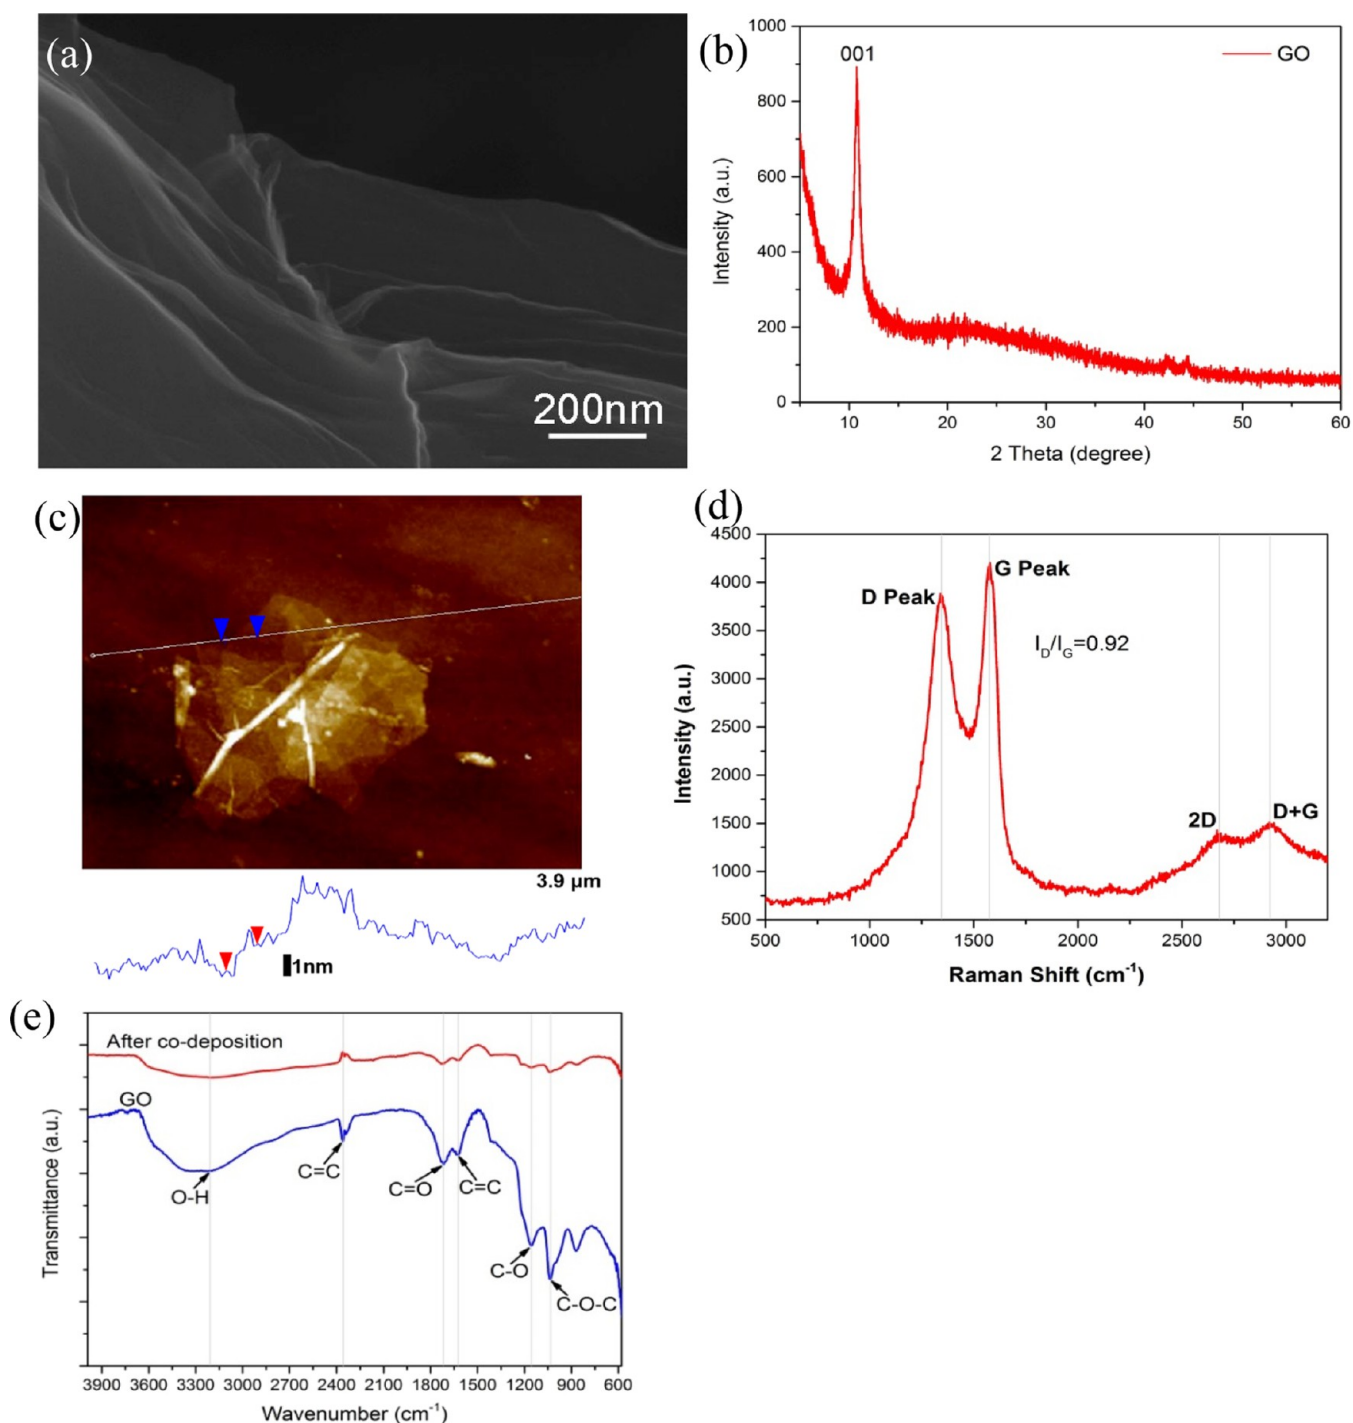 (a)
200nm
(b)
1000
800
600
400
200
0
Intensity (a.u.)
001
GO
10 20 30 40 50 60
2 Theta (degree)
(c)
3.9 µm
1nm
(d)
4500
4000
3500
3000
2500
2000
1500
1000
500
Intensity (a.u.)
D Peak
G Peak
I_D/I_G=0.92
2D
D+G
500 1000 1500 2000 2500 3000
Raman Shift (cm⁻¹)
(e)
After co-deposition
GO
Transmittance (a.u.)
O-H
C=C
C=O
C=C
C-O
C-O-C
3900 3600 3300 3000 2700 2400 2100 1800 1500 1200 900 600
Wavenumber (cm⁻¹)